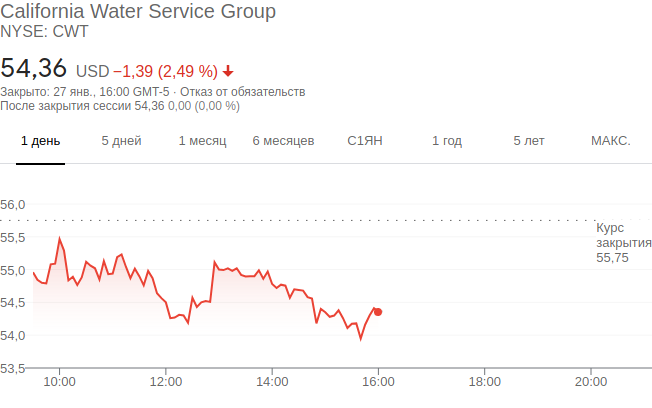 California Water Service Group
NYSE: CWT
54,36 USD −1,39 (2,49 %)
Закрыто: 27 янв., 16:00 GMT-5 · Отказ от обязательств
После закрытия сессии 54,36 0,00 (0,00 %)
1 день 5 дней 1 месяц 6 месяцев С1ЯН 1 год 5 лет МАКС.
56,0
Курс
закрытия
55,75
55,5
55,0
54,5
54,0
53,5
10:00 12:00 14:00 16:00 18:00 20:00